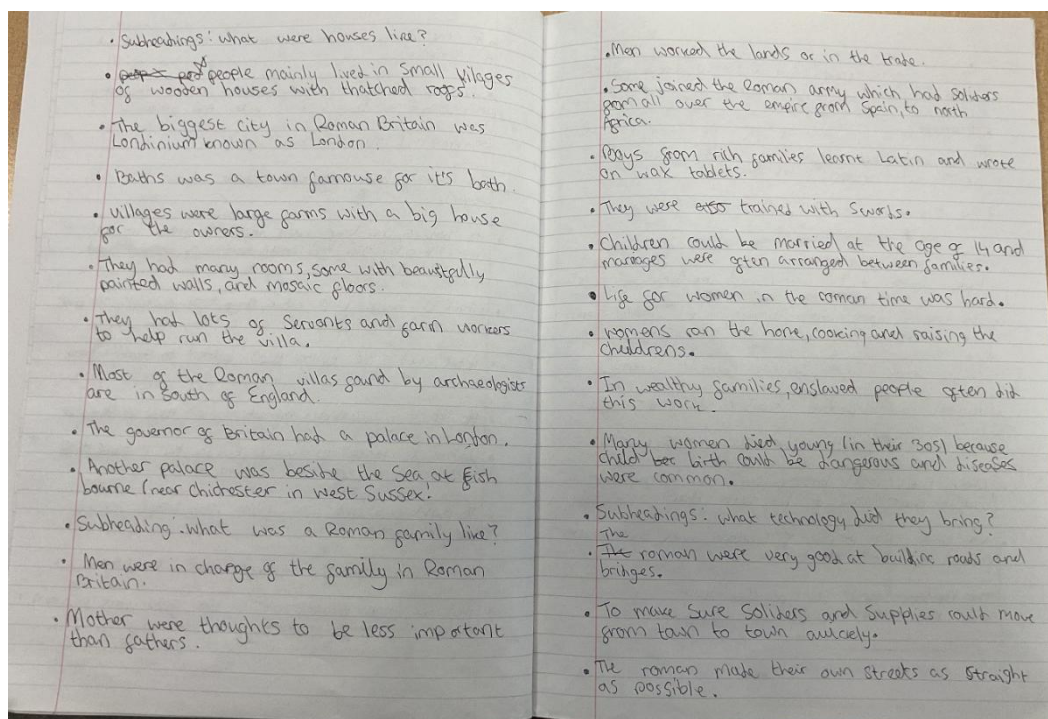 • Subheadings: what were houses like?
• people mainly lived in small vilages
of wooden houses with thatched roofs.
• The biggest city in Roman Britain was
Londinium known as London.
• Baths was a town famouse for it's bath.
• villages were large farms with a big house
for the owners.
• They had many rooms, some with beautifully
painted walls, and mosaic floors.
• They had lots of servants and farm workers
to help run the villa.
• Most of the Roman villas found by archaeologists
are in south of England.
• The governor of Britain had a palace in London.
• Another palace was beside the sea, at Fish
bourne (near chichester in west Sussex.
• Subheading: what was a Roman family like?
• Men were in charge of the family in Roman
Britain.
• Mother were thoughts to be less important
than fathers.
• Men worked the lands or in the trade.
• Some joined the Roman army which had soliders
from all over the empire from Spain, to north
Africa.
• Boys from rich families learnt Latin and wrote
on wax tablets.
• They were trained with swords.
• Children could be married at the age of 14 and
marages were often arranged between families.
• Life for women in the roman time was hard.
• womens ran the home, cooking and raising the
childrens.
• In wealthy families, enslaved people often did
this work.
• Many women died, young (in their 30s) because
child birth could be dangerous and diseases
were common.
• Subheadings: what technology did they bring?
The
• roman were very good at building roads and
bringes.
• To make sure soliders and supplies could move
from town to town
• The roman made their own streets as straight
as possible.